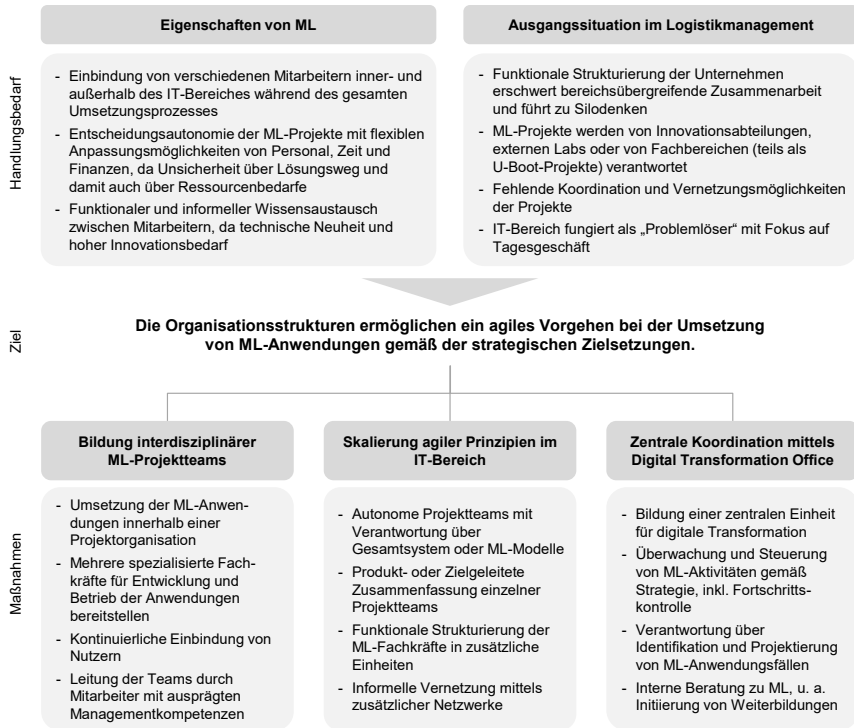 Eigenschaften von ML
Ausgangssituation im Logistikmanagement
Handlungsbedarf
- Einbindung von verschiedenen Mitarbeitern inner- und
außerhalb des IT-Bereiches während des gesamten
Umsetzungsprozesses
- Entscheidungsautonomie der ML-Projekte mit flexiblen
Anpassungsmöglichkeiten von Personal, Zeit und
Finanzen, da Unsicherheit über Lösungsweg und
damit auch über Ressourcenbedarfe
- Funktionaler und informeller Wissensaustausch
zwischen Mitarbeitern, da technische Neuheit und
hoher Innovationsbedarf
- Funktionale Strukturierung der Unternehmen
erschwert bereichsübergreifende Zusammenarbeit
und führt zu Silodenken
- ML-Projekte werden von Innovationsabteilungen,
externen Labs oder von Fachbereichen (teils als
U-Boot-Projekte) verantwortet
- Fehlende Koordination und Vernetzungsmöglichkeiten
der Projekte
- IT-Bereich fungiert als „Problemlöser“ mit Fokus auf
Tagesgeschäft
Ziel
Die Organisationsstrukturen ermöglichen ein agiles Vorgehen bei der Umsetzung
von ML-Anwendungen gemäß der strategischen Zielsetzungen.
Maßnahmen
Bildung interdisziplinärer
ML-Projektteams
- Umsetzung der ML-Anwen-
dungen innerhalb einer
Projektorganisation
- Mehrere spezialisierte Fach-
kräfte für Entwicklung und
Betrieb der Anwendungen
bereitstellen
- Kontinuierliche Einbindung von
Nutzern
- Leitung der Teams durch
Mitarbeiter mit ausprägten
Managementkompetenzen
Skalierung agiler Prinzipien im
IT-Bereich
- Autonome Projektteams mit
Verantwortung über
Gesamtsystem oder ML-Modelle
- Produkt- oder Zielgeleitete
Zusammenfassung einzelner
Projektteams
- Funktionale Strukturierung der
ML-Fachkräfte in zusätzliche
Einheiten
- Informelle Vernetzung mittels
zusätzlicher Netzwerke
Zentrale Koordination mittels
Digital Transformation Office
- Bildung einer zentralen Einheit
für digitale Transformation
- Überwachung und Steuerung
von ML-Aktivitäten gemäß
Strategie, inkl. Fortschritts-
kontrolle
- Verantwortung über
Identifikation und Projektierung
von ML-Anwendungsfällen
- Interne Beratung zu ML, u. a.
Initiierung von Weiterbildungen